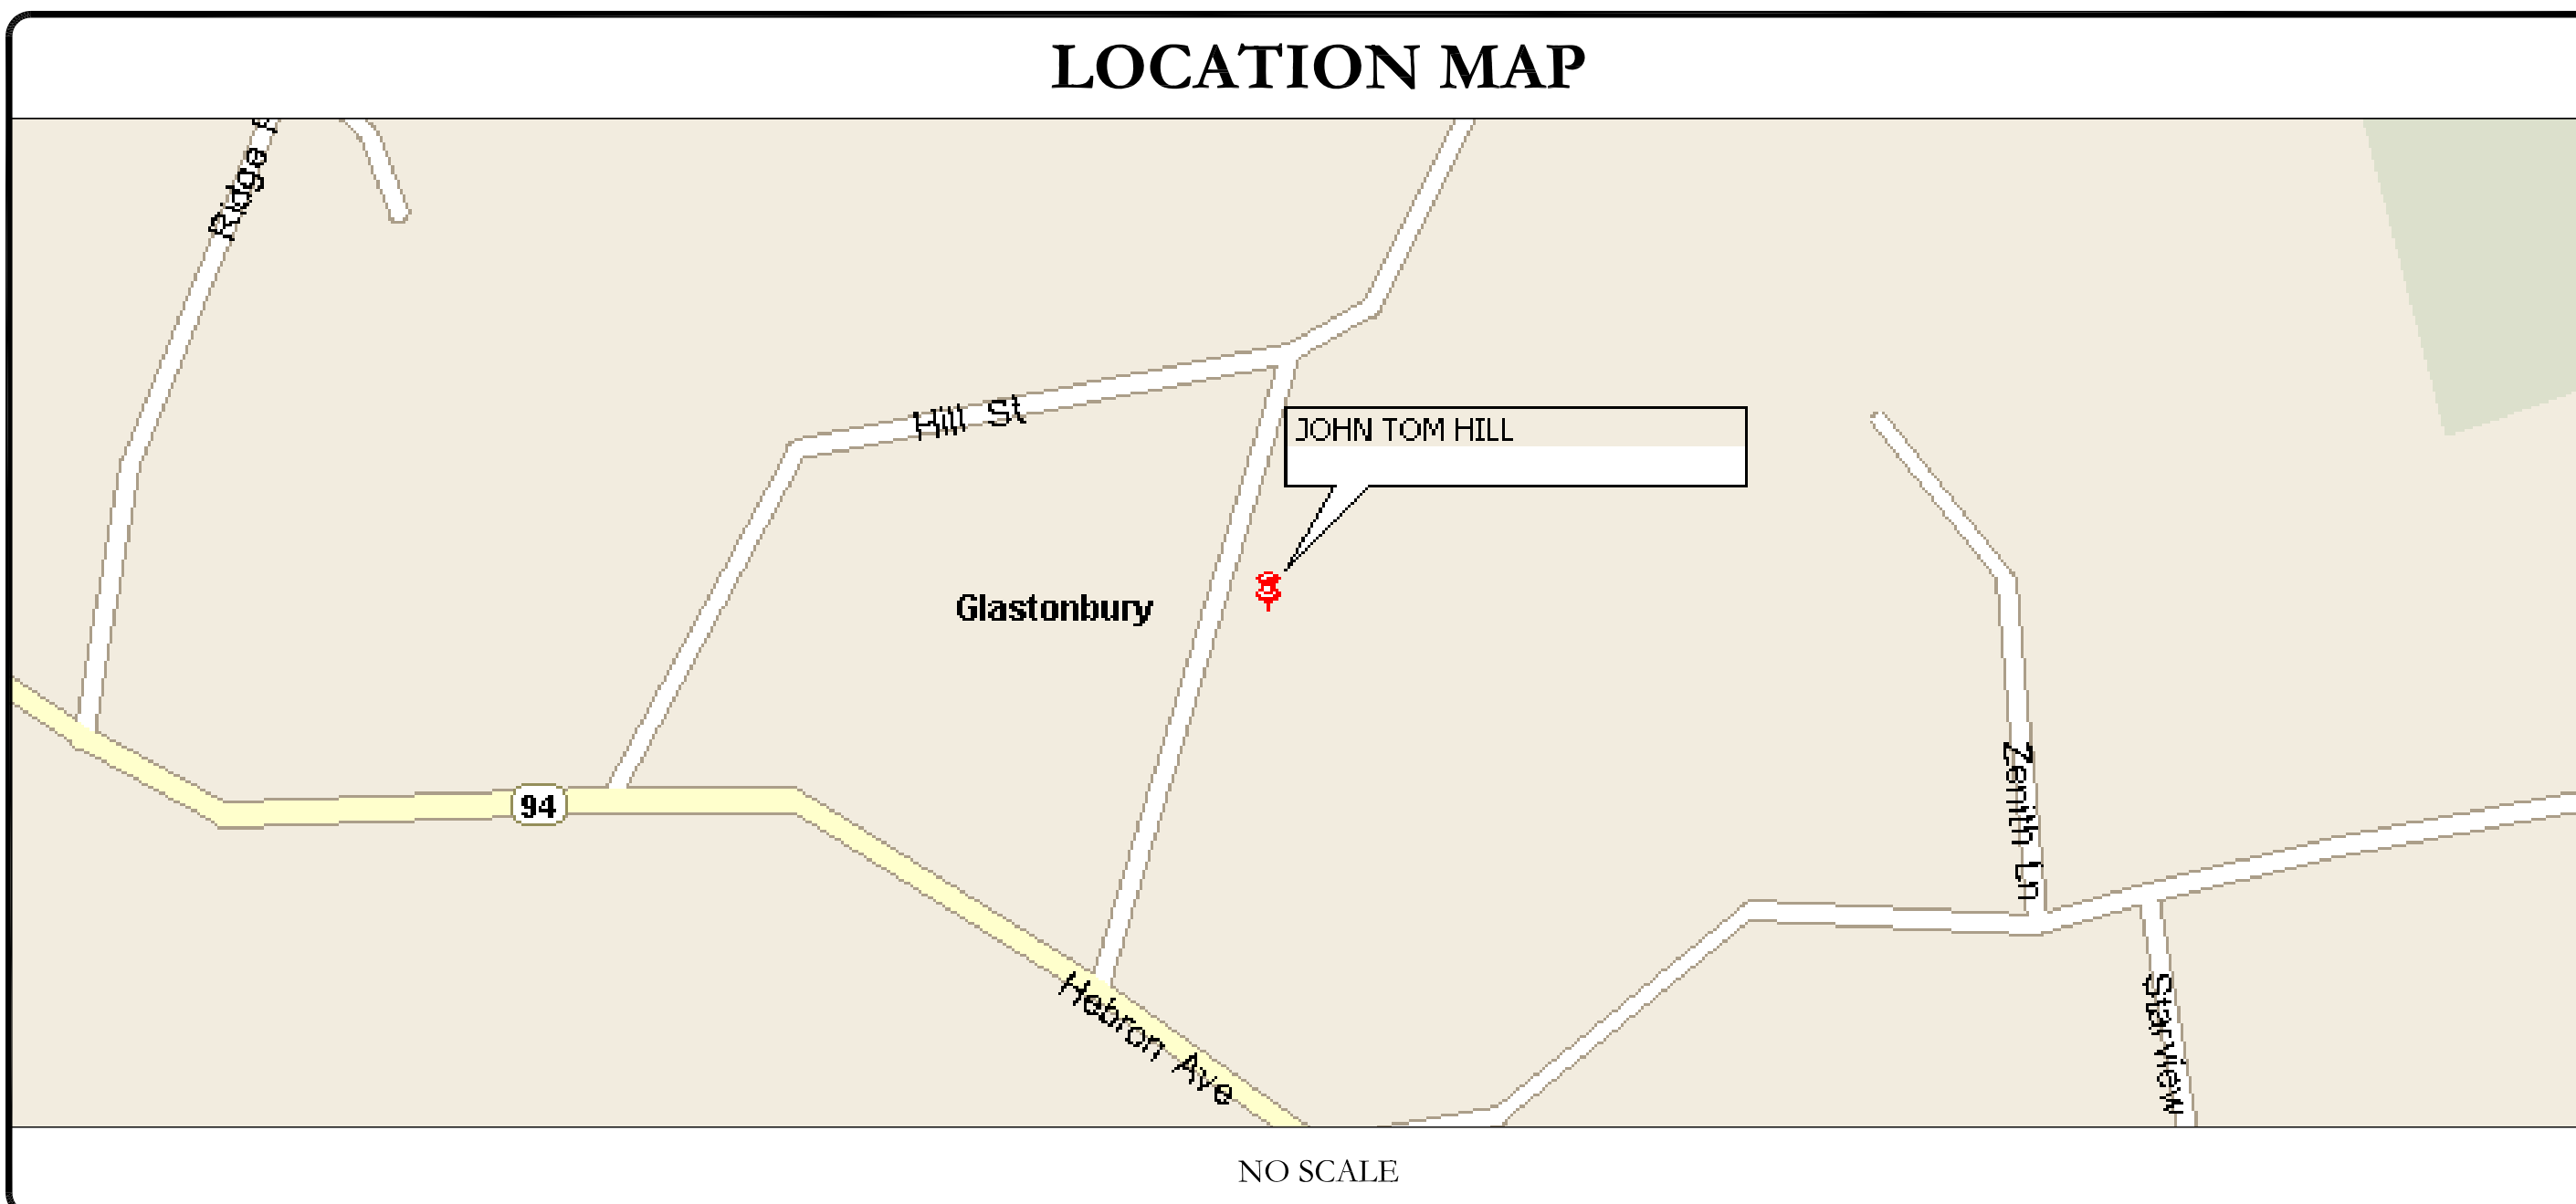 LOCATION MAP
Ridge
Hill St
JOHN TOM HILL
Glastonbury
94
Zenith Ln
Hebron Ave
Starview
NO SCALE